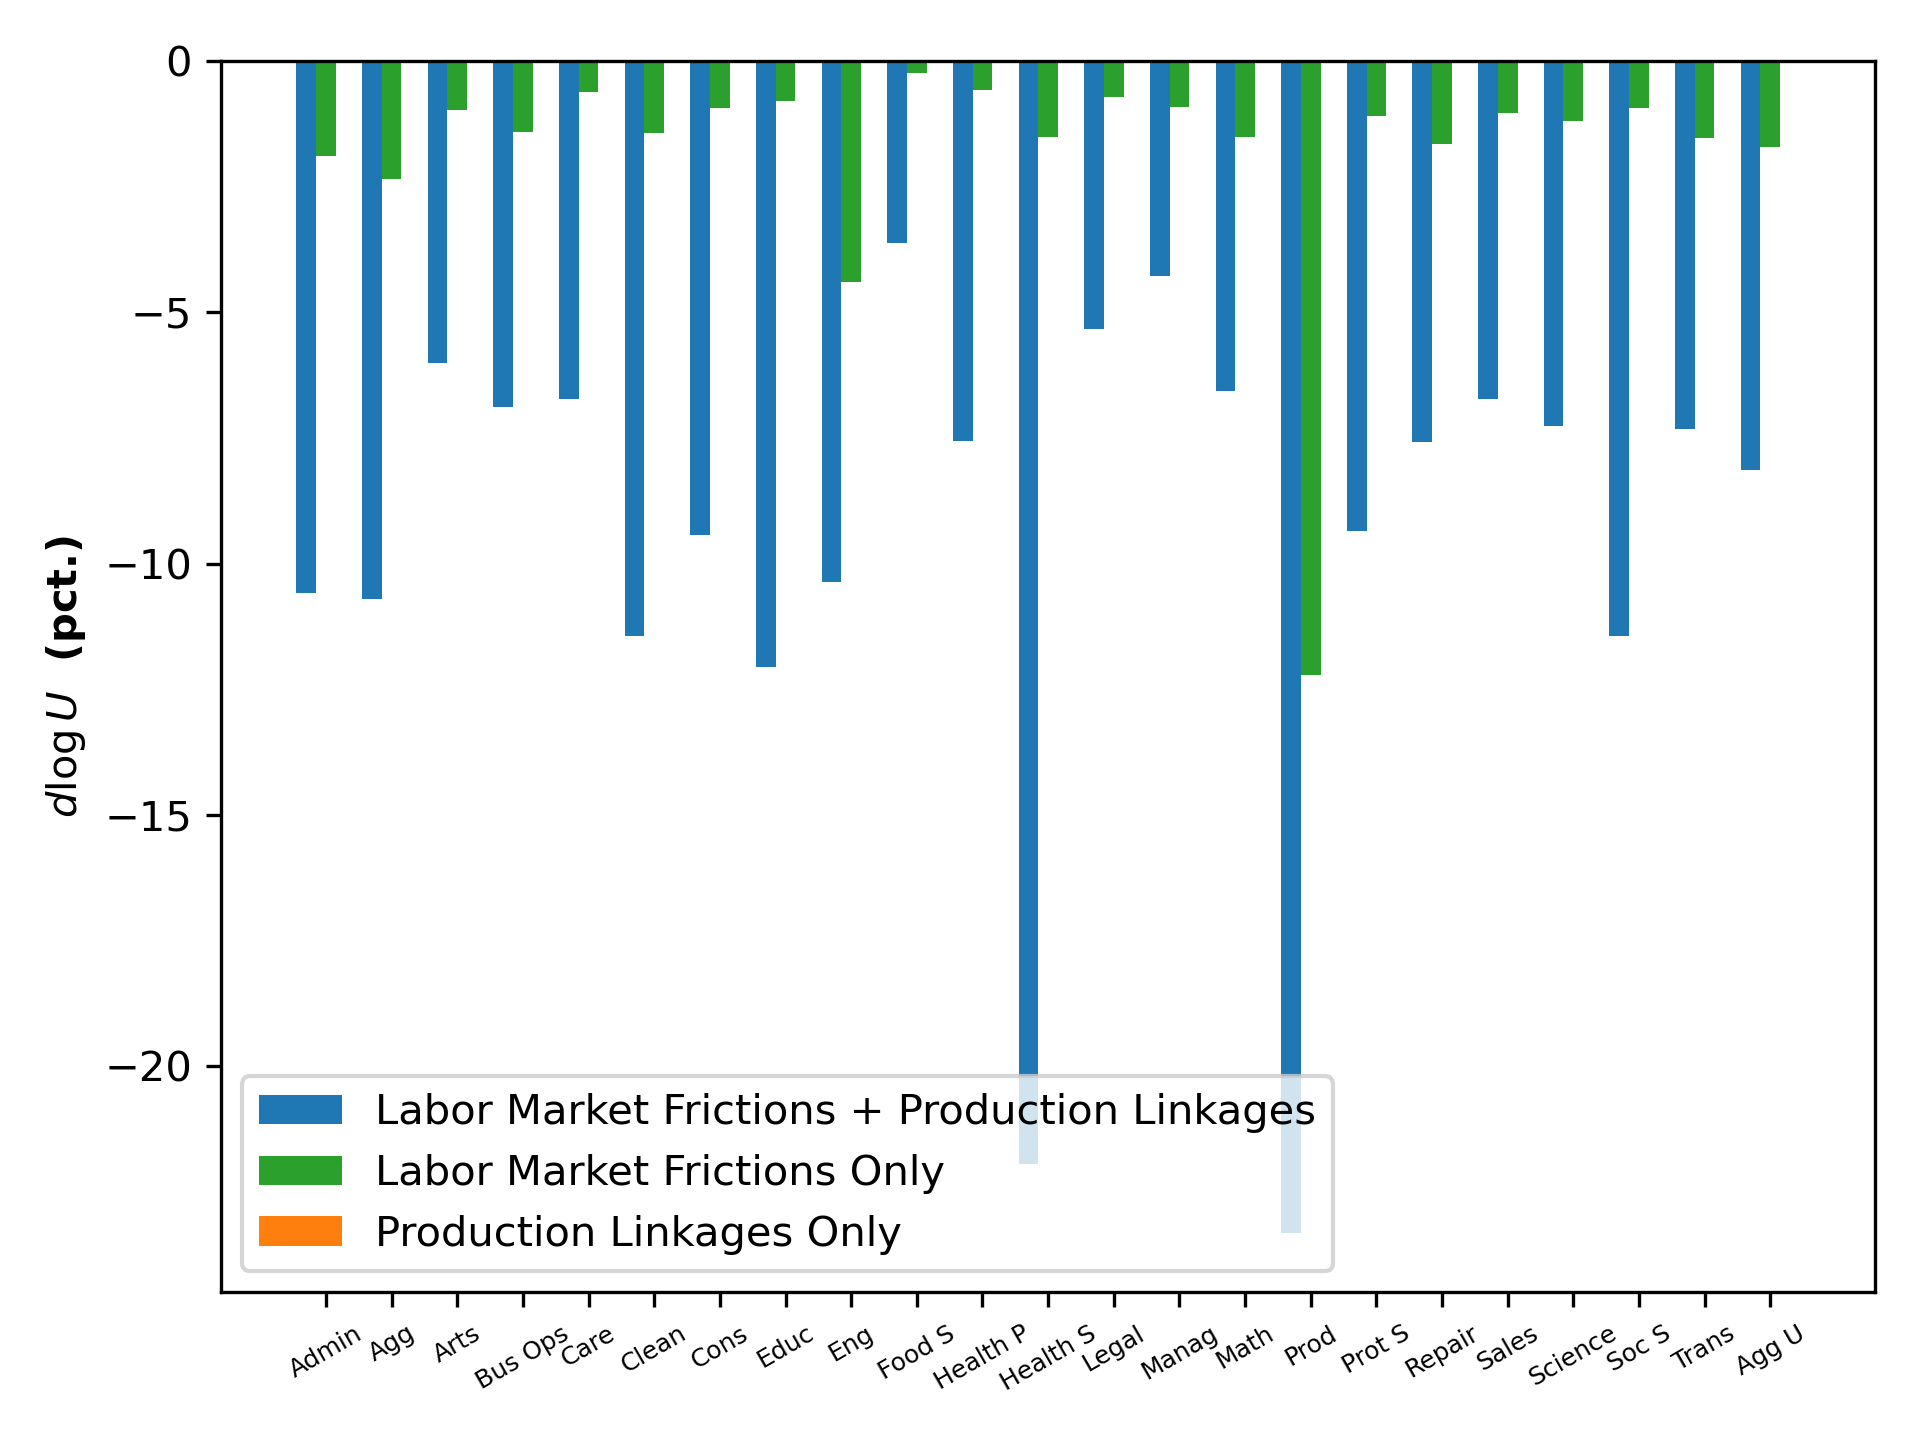 0
−5
−10
−15
−20
dlog U (pct.)
Labor Market Frictions + Production Linkages
Labor Market Frictions Only
Production Linkages Only
Admin
Agg
Arts
Bus Ops
Care
Clean
Cons
Educ
Eng
Food S
Health P
Health S
Legal
Manag
Math
Prod
Prot S
Repair
Sales
Science
Soc S
Trans
Agg U